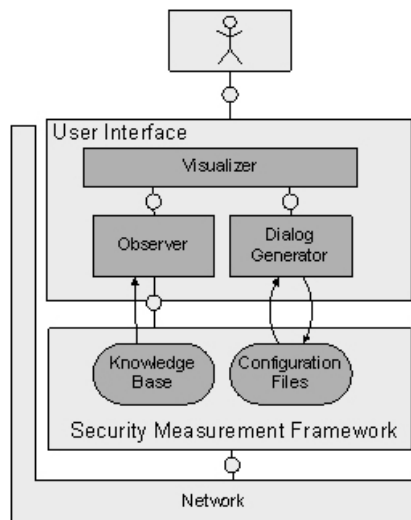 User Interface
Visualizer
Observer
Dialog
Generator
Knowledge
Base
Configuration
Files
Security Measurement Framework
Network